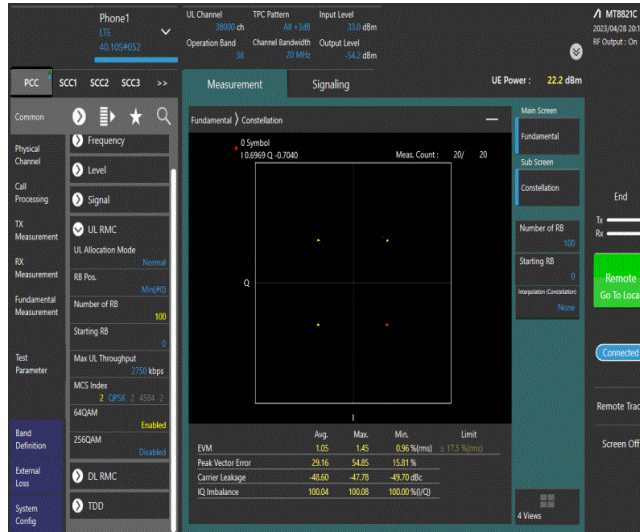 Phone1
LTE
40.10S#052
UL Channel TPC Pattern Input Level
38000 ch All +3dB 33.0 dBm
Operation Band Channel Bandwidth Output Level
38 20 MHz -54.2 dBm
MT8821C
2023/04/28 20:1
RF Output : On
PCC SCC1 SCC2 SCC3 >>
Measurement Signaling
UE Power : 22.2 dBm
Common
Physical
Channel
Call
Processing
TX
Measurement
RX
Measurement
Fundamental
Measurement
Test
Parameter
Band
Definition
External
Loss
System
Config
Frequency
Level
Signal
UL RMC
UL Allocation Mode
Normal
RB Pos.
Min(#0)
Number of RB
100
Starting RB
0
Max UL Throughput
2750 kbps
MCS Index
2 QPSK 2 4584 2
64QAM
Enabled
256QAM
Disabled
DL RMC
TDD
Fundamental Constellation
0 Symbol
I 0.6969 Q -0.7040 Meas. Count : 20/ 20
Q
I
Avg. Max. Min. Limit
EVM 1.05 1.45 0.96 %(rms) ≤ 17.5 %(rms)
Peak Vector Error 29.16 54.85 15.81 %
Carrier Leakage -48.60 -47.78 -49.70 dBc
IQ Imbalance 100.04 100.08 100.00 %(I/Q)
Main Screen
Fundamental
Sub Screen
Constellation
Number of RB
100
Starting RB
0
Interpolation (Constellation)
None
4 Views
End
Tx
Rx
Remote
Go To Loca
Connected
Remote Trac
Screen Off